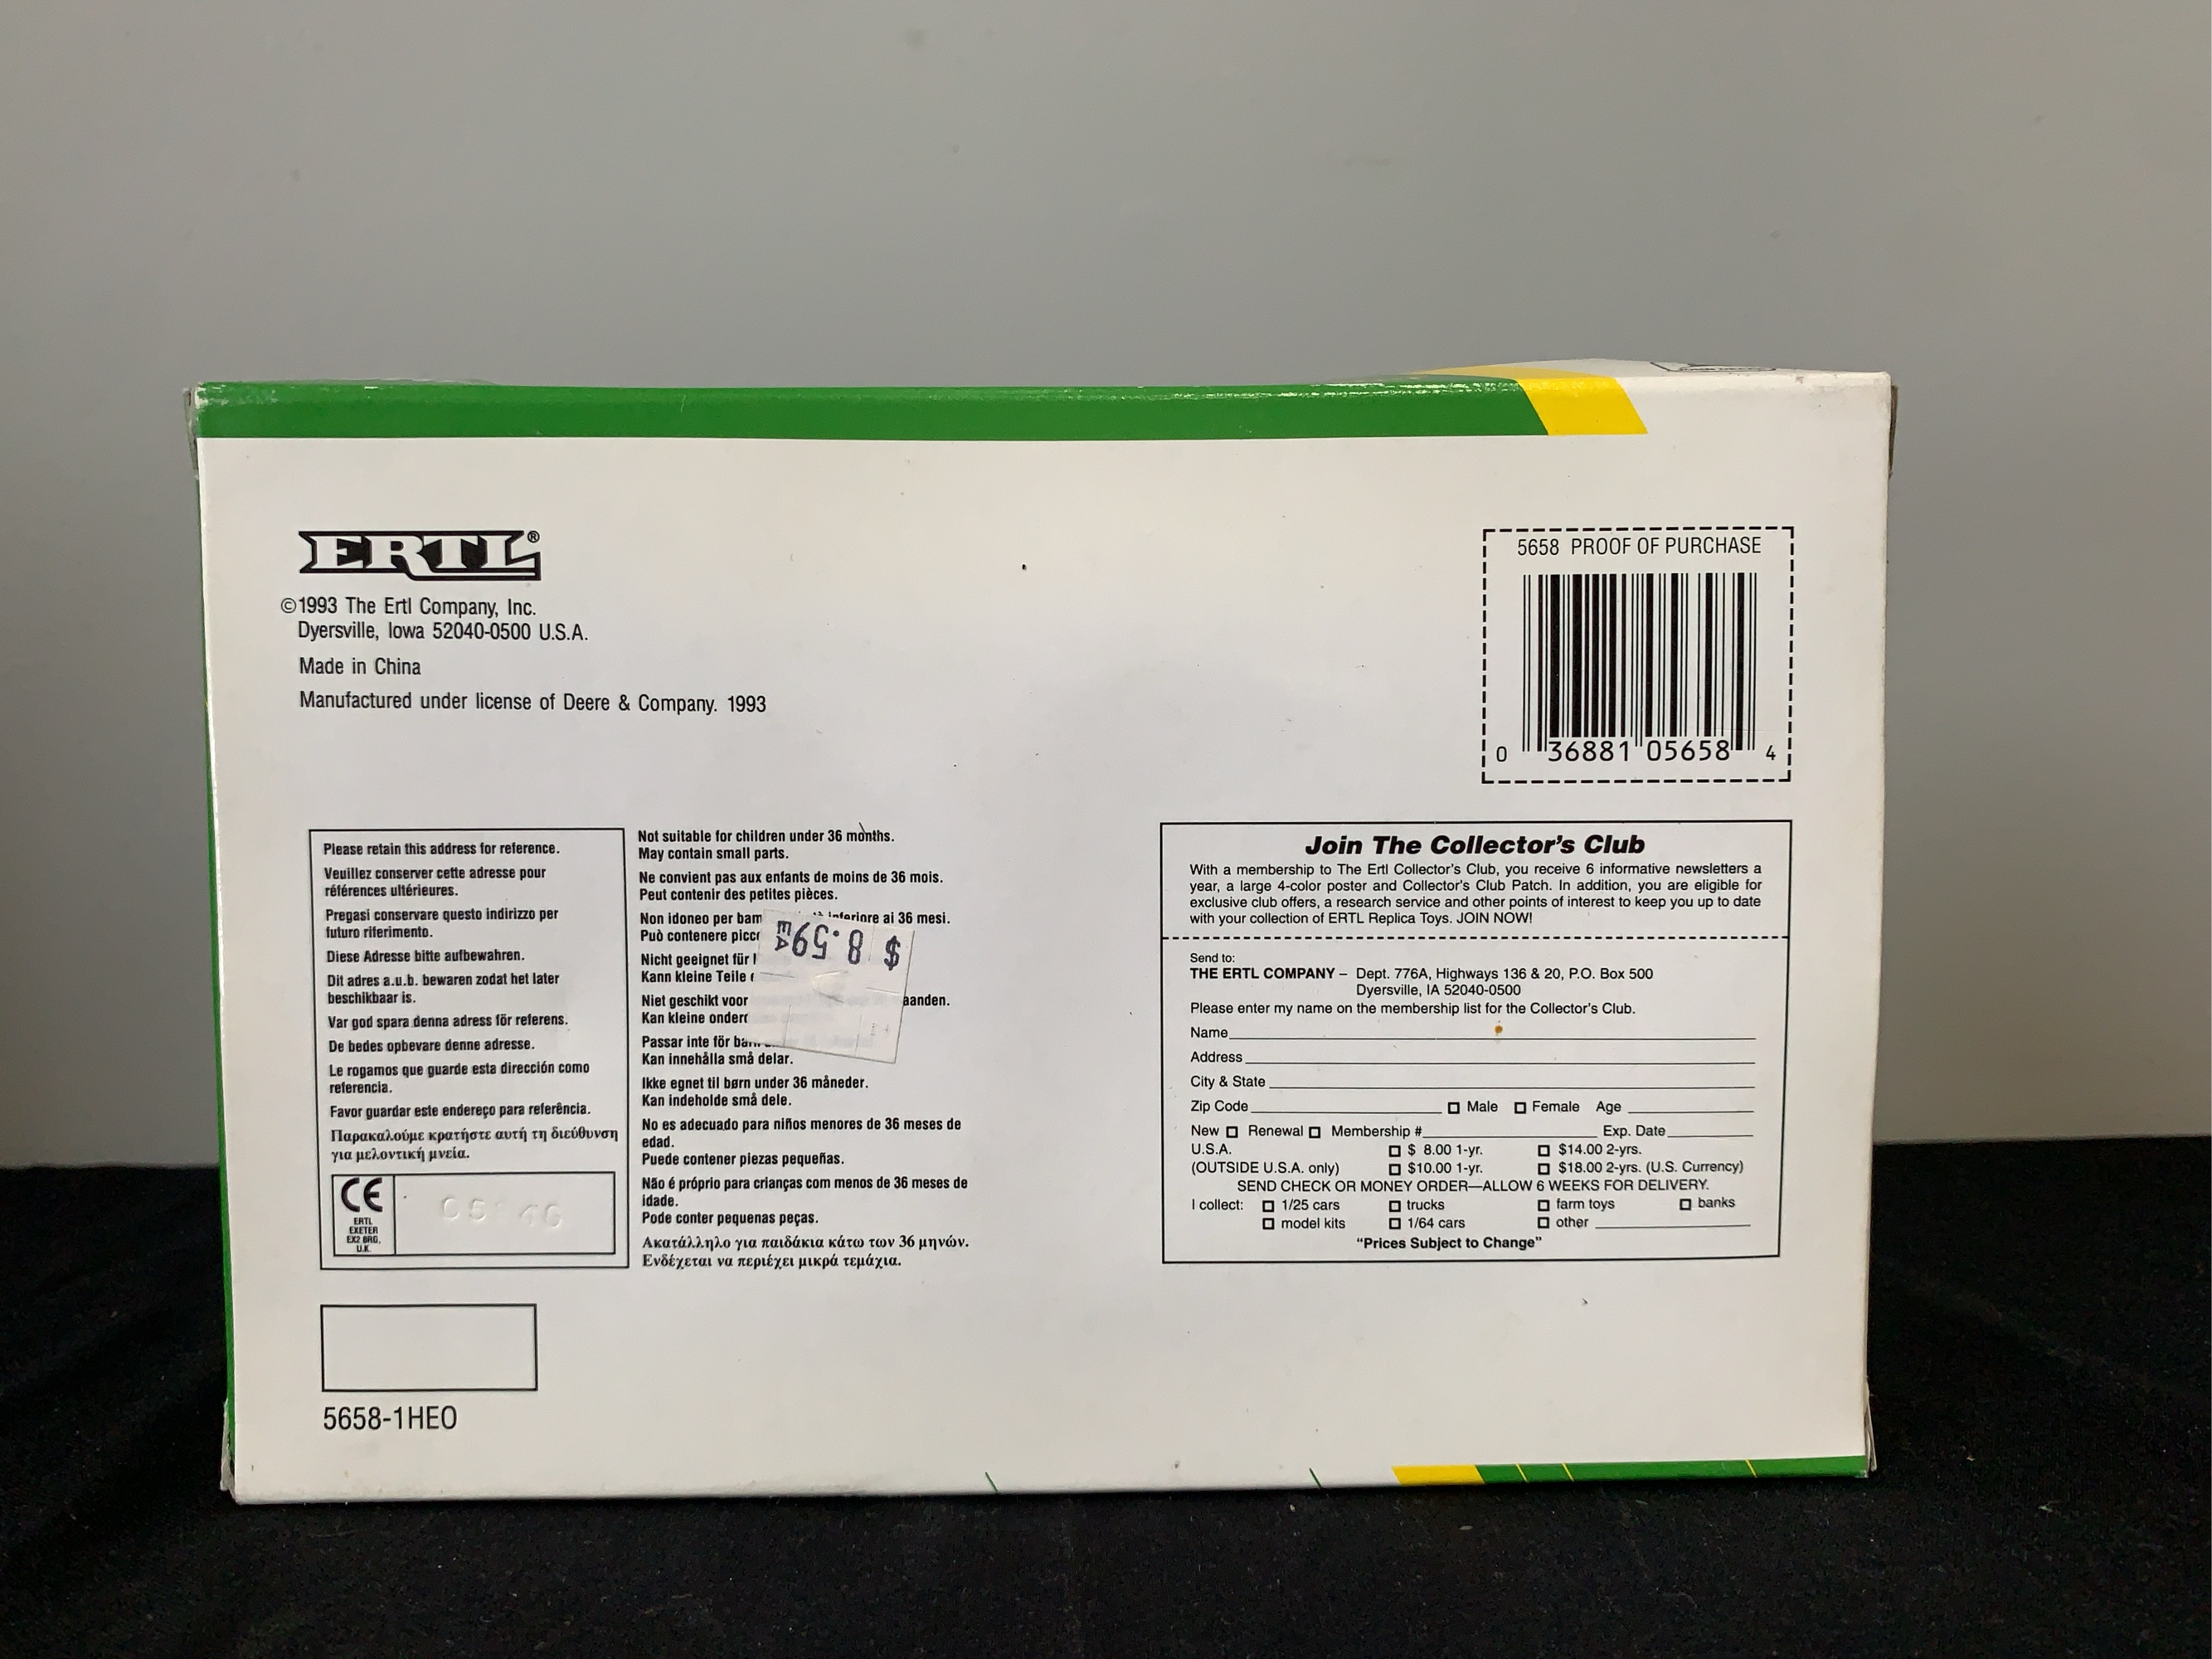 ERTL®
©1993 The Ertl Company, Inc.
Dyersville, Iowa 52040-0500 U.S.A.
Made in China
Manufactured under license of Deere & Company. 1993
5658 PROOF OF PURCHASE
0 36881 05658 4
Please retain this address for reference.
Veuillez conserver cette adresse pour
références ultérieures.
Pregasi conservare questo indirizzo per
futuro riferimento.
Diese Adresse bitte aufbewahren.
Dit adres a.u.b. bewaren zodat het later
beschikbaar is.
Var god spara denna adress för referens.
De bedes opbevare denne adresse.
Le rogamos que guarde esta dirección como
referencia.
Favor guardar este endereço para referência.
Παρακαλούμε κρατήστε αυτή τη διεύθυνση
για μελοντική μνεία.
CE
ERTL
EXETER
EX2 8RG,
U.K.
Not suitable for children under 36 months.
May contain small parts.
Ne convient pas aux enfants de moins de 36 mois.
Peut contenir des petites pièces.
Non idoneo per inferiore ai 36 mesi.
Può contenere
Nicht geeignet für
Kann kleine Teile
Niet geschikt voor
Kan kleine
Passar inte för
Kan innehålla små delar.
Ikke egnet til børn under 36 måneder.
Kan indeholde små dele.
No es adecuado para niños menores de 36 meses de
edad.
Puede contener piezas pequeñas.
Não é próprio para crianças com menos de 36 meses de
idade.
Pode conter pequenas peças.
Ακατάλληλο για παιδάκια κάτω των 36 μηνών.
Ενδέχεται να περιέχει μικρά τεμάχια.
$ 8.59 EA
Join The Collector's Club
With a membership to The Ertl Collector's Club, you receive 6 informative newsletters a
year, a large 4-color poster and Collector's Club Patch. In addition, you are eligible for
exclusive club offers, a research service and other points of interest to keep you up to date
with your collection of ERTL Replica Toys. JOIN NOW!
Send to:
THE ERTL COMPANY – Dept. 776A, Highways 136 & 20, P.O. Box 500
Dyersville, IA 52040-0500
Please enter my name on the membership list for the Collector's Club.
Name
Address
City & State
Zip Code Male Female Age
New Renewal Membership # Exp. Date
U.S.A. $ 8.00 1-yr. $14.00 2-yrs.
(OUTSIDE U.S.A. only) $10.00 1-yr. $18.00 2-yrs. (U.S. Currency)
SEND CHECK OR MONEY ORDER—ALLOW 6 WEEKS FOR DELIVERY.
I collect: 1/25 cars trucks farm toys banks
model kits 1/64 cars other
"Prices Subject to Change"
5658-1HEO